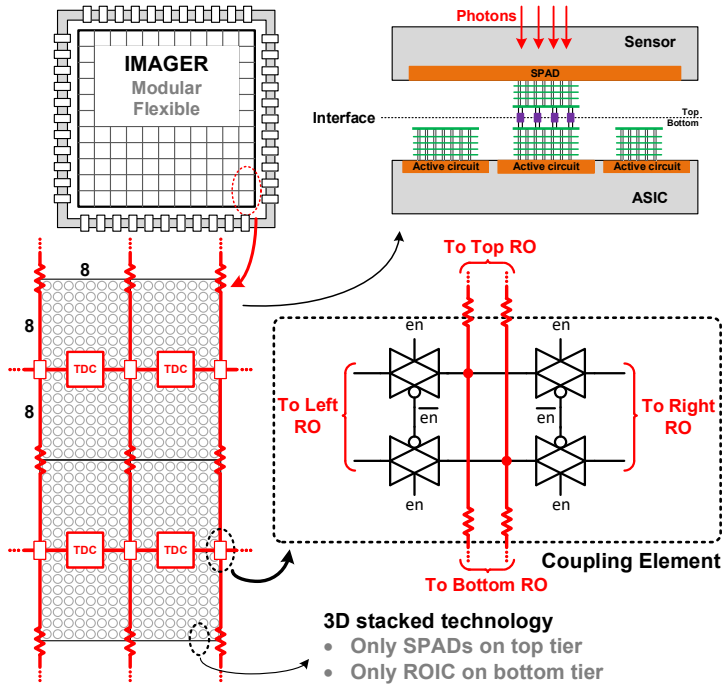 IMAGER
Modular
Flexible
Photons
Sensor
SPAD
Interface
Top
Bottom
Active circuit
Active circuit
Active circuit
ASIC
8
8
8
TDC
TDC
TDC
TDC
To Top RO
en
en
To Left
RO
en
en
To Right
RO
en
en
To Bottom RO
Coupling Element
3D stacked technology
• Only SPADs on top tier
• Only ROIC on bottom tier